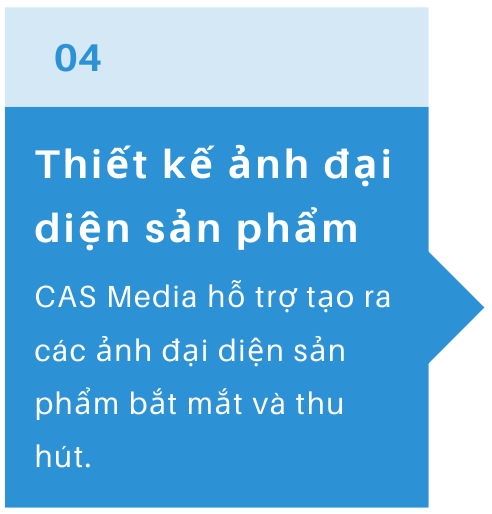 04
Thiết kế ảnh đại
diện sản phẩm
CAS Media hỗ trợ tạo ra
các ảnh đại diện sản
phẩm bắt mắt và thu
hút.